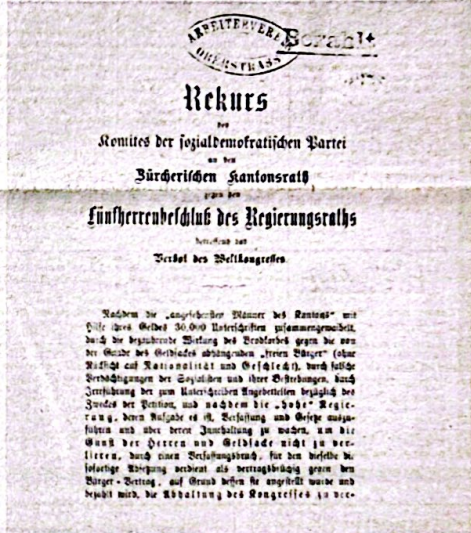 ARBEITERVEREIN
OBERSTRASS
Bezahlt
Rekurs
des
Komites der sozialdemokratischen Partei
an den
Zürcherischen Kantonsrath
gegen den
Fünfherrenbeschluß des Regierungsraths
betreffend das
Verbot des Weltkongresses
Nachdem die „angesehensten Männer des Kantons“ mit
Hilfe ihres Geldes 30,000 Unterschriften zusammengeweibelt,
durch die bezaubernde Wirkung des Brodkorbes gegen die von
der Gnade des Geldsackes abhängenden „freien Bürger“ (ohne
Rücksicht auf Nationalität und Geschlecht), durch falsche
Verdächtigungen der Sozialisten und ihrer Bestrebungen, durch
Irreführung der zum Unterschreiben Angebettelten bezüglich des
Zweckes der Petition, und nachdem die „hohe“ Regie-
rung, deren Aufgabe es ist, Verfassung und Gesetze auszu-
führen und über deren Innehaltung zu wachen, um die
Gunst der Herren und Geldsacke nicht zu ver-
lieren, durch einen Verfassungsbruch, für den dieselbe die
sofortige Absetzung verdient als vertragsbrüchig gegen den
Bürger-Vertrag, auf Grund dessen sie angestellt wurde und
bezahlt wird, die Abhaltung des Kongresses zu ver-